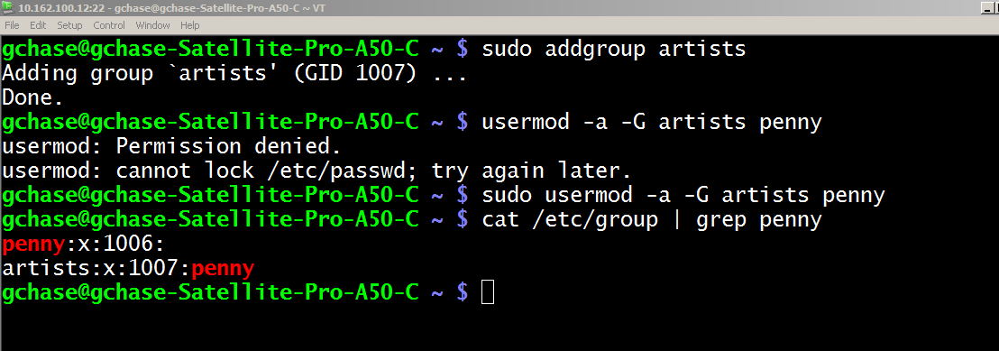 10.162.100.12:22 - gchase@gchase-Satellite-Pro-A50-C ~ VT
File Edit Setup Control Window Help
gchase@gchase-Satellite-Pro-A50-C ~ $ sudo addgroup artists
Adding group `artists' (GID 1007) ...
Done.
gchase@gchase-Satellite-Pro-A50-C ~ $ usermod -a -G artists penny
usermod: Permission denied.
usermod: cannot lock /etc/passwd; try again later.
gchase@gchase-Satellite-Pro-A50-C ~ $ sudo usermod -a -G artists penny
gchase@gchase-Satellite-Pro-A50-C ~ $ cat /etc/group | grep penny
penny:x:1006:
artists:x:1007:penny
gchase@gchase-Satellite-Pro-A50-C ~ $